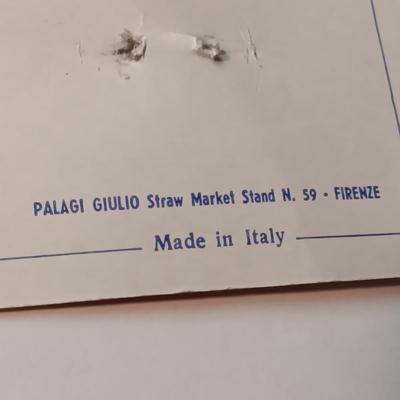 PALAGI GIULIO Straw Market Stand N. 59 - FIRENZE
Made in Italy